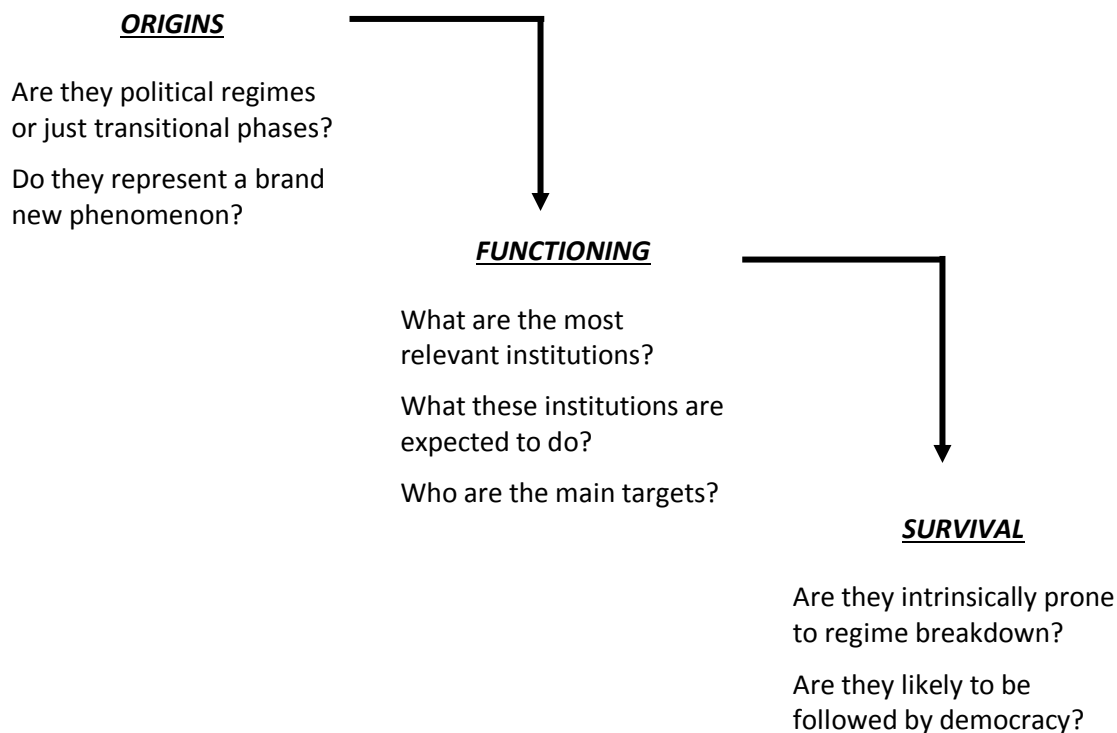 ORIGINS
Are they political regimes
or just transitional phases?
Do they represent a brand
new phenomenon?
FUNCTIONING
What are the most
relevant institutions?
What these institutions are
expected to do?
Who are the main targets?
SURVIVAL
Are they intrinsically prone
to regime breakdown?
Are they likely to be
followed by democracy?